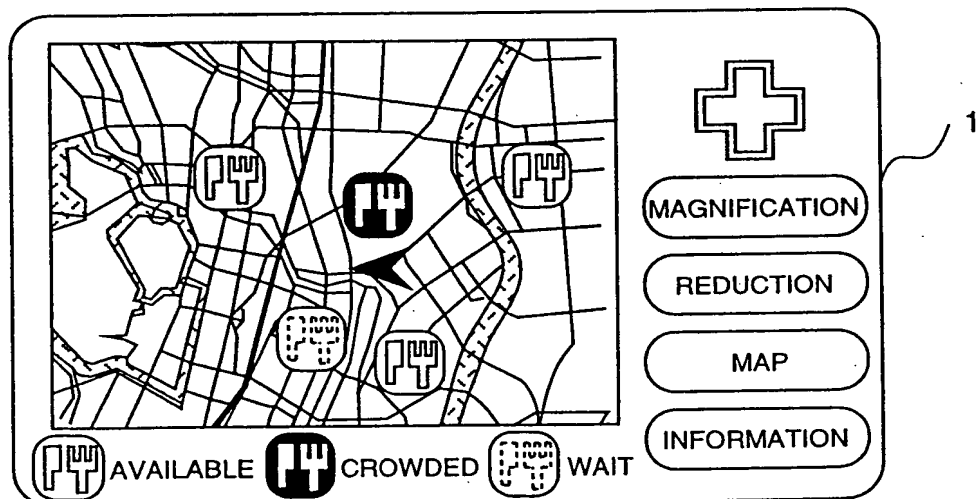 1
MAGNIFICATION
REDUCTION
MAP
INFORMATION
AVAILABLE CROWDED WAIT